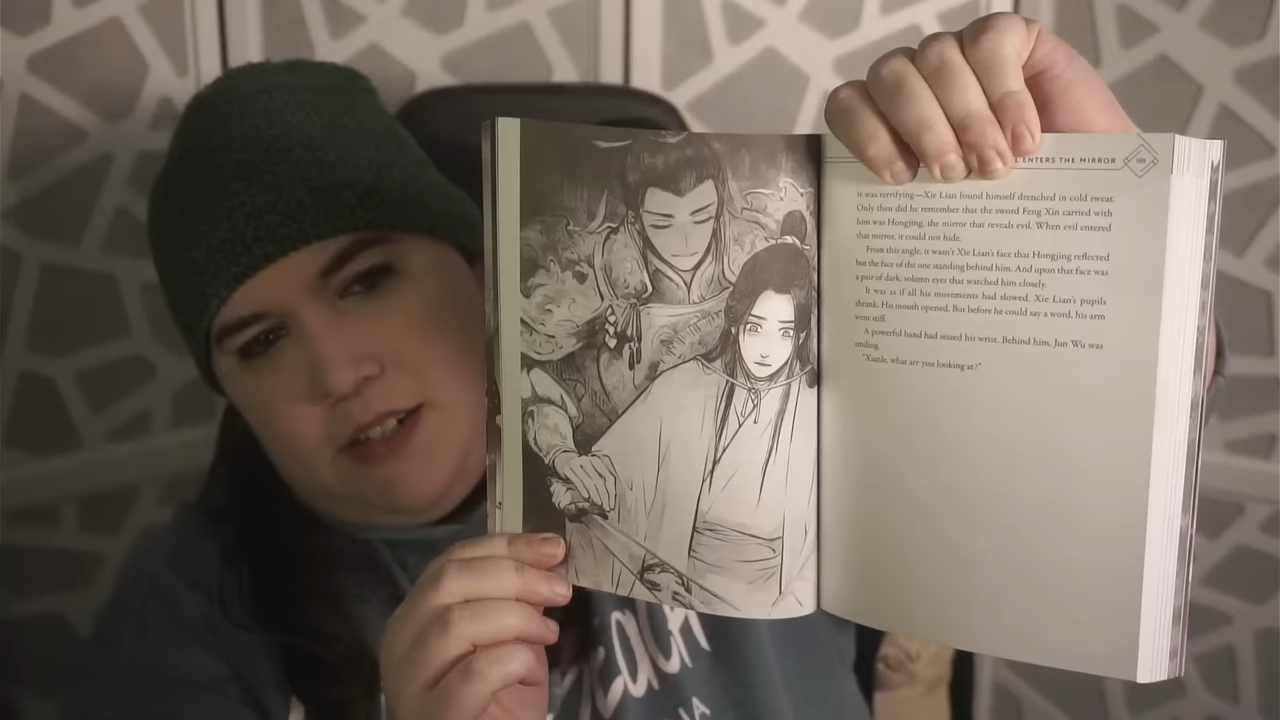 ENTERS THE MIRROR
109
it was terrifying—Xie Lian found himself drenched in cold sweat.
Only then did he remember that the sword Feng Xin carried with
him was Hongjing, the mirror that reveals evil. When evil entered
that mirror, it could not hide.
From this angle, it wasn't Xie Lian's face that Hongjing reflected
but the face of the one standing behind him. And upon that face was
a pair of dark, solemn eyes that watched him closely.
It was as if all his movements had slowed. Xie Lian's pupils
shrank. His mouth opened. But before he could say a word, his arm
went stiff.
A powerful hand had seized his wrist. Behind him, Jun Wu was
smiling.
"Xianle, what are you looking at?"